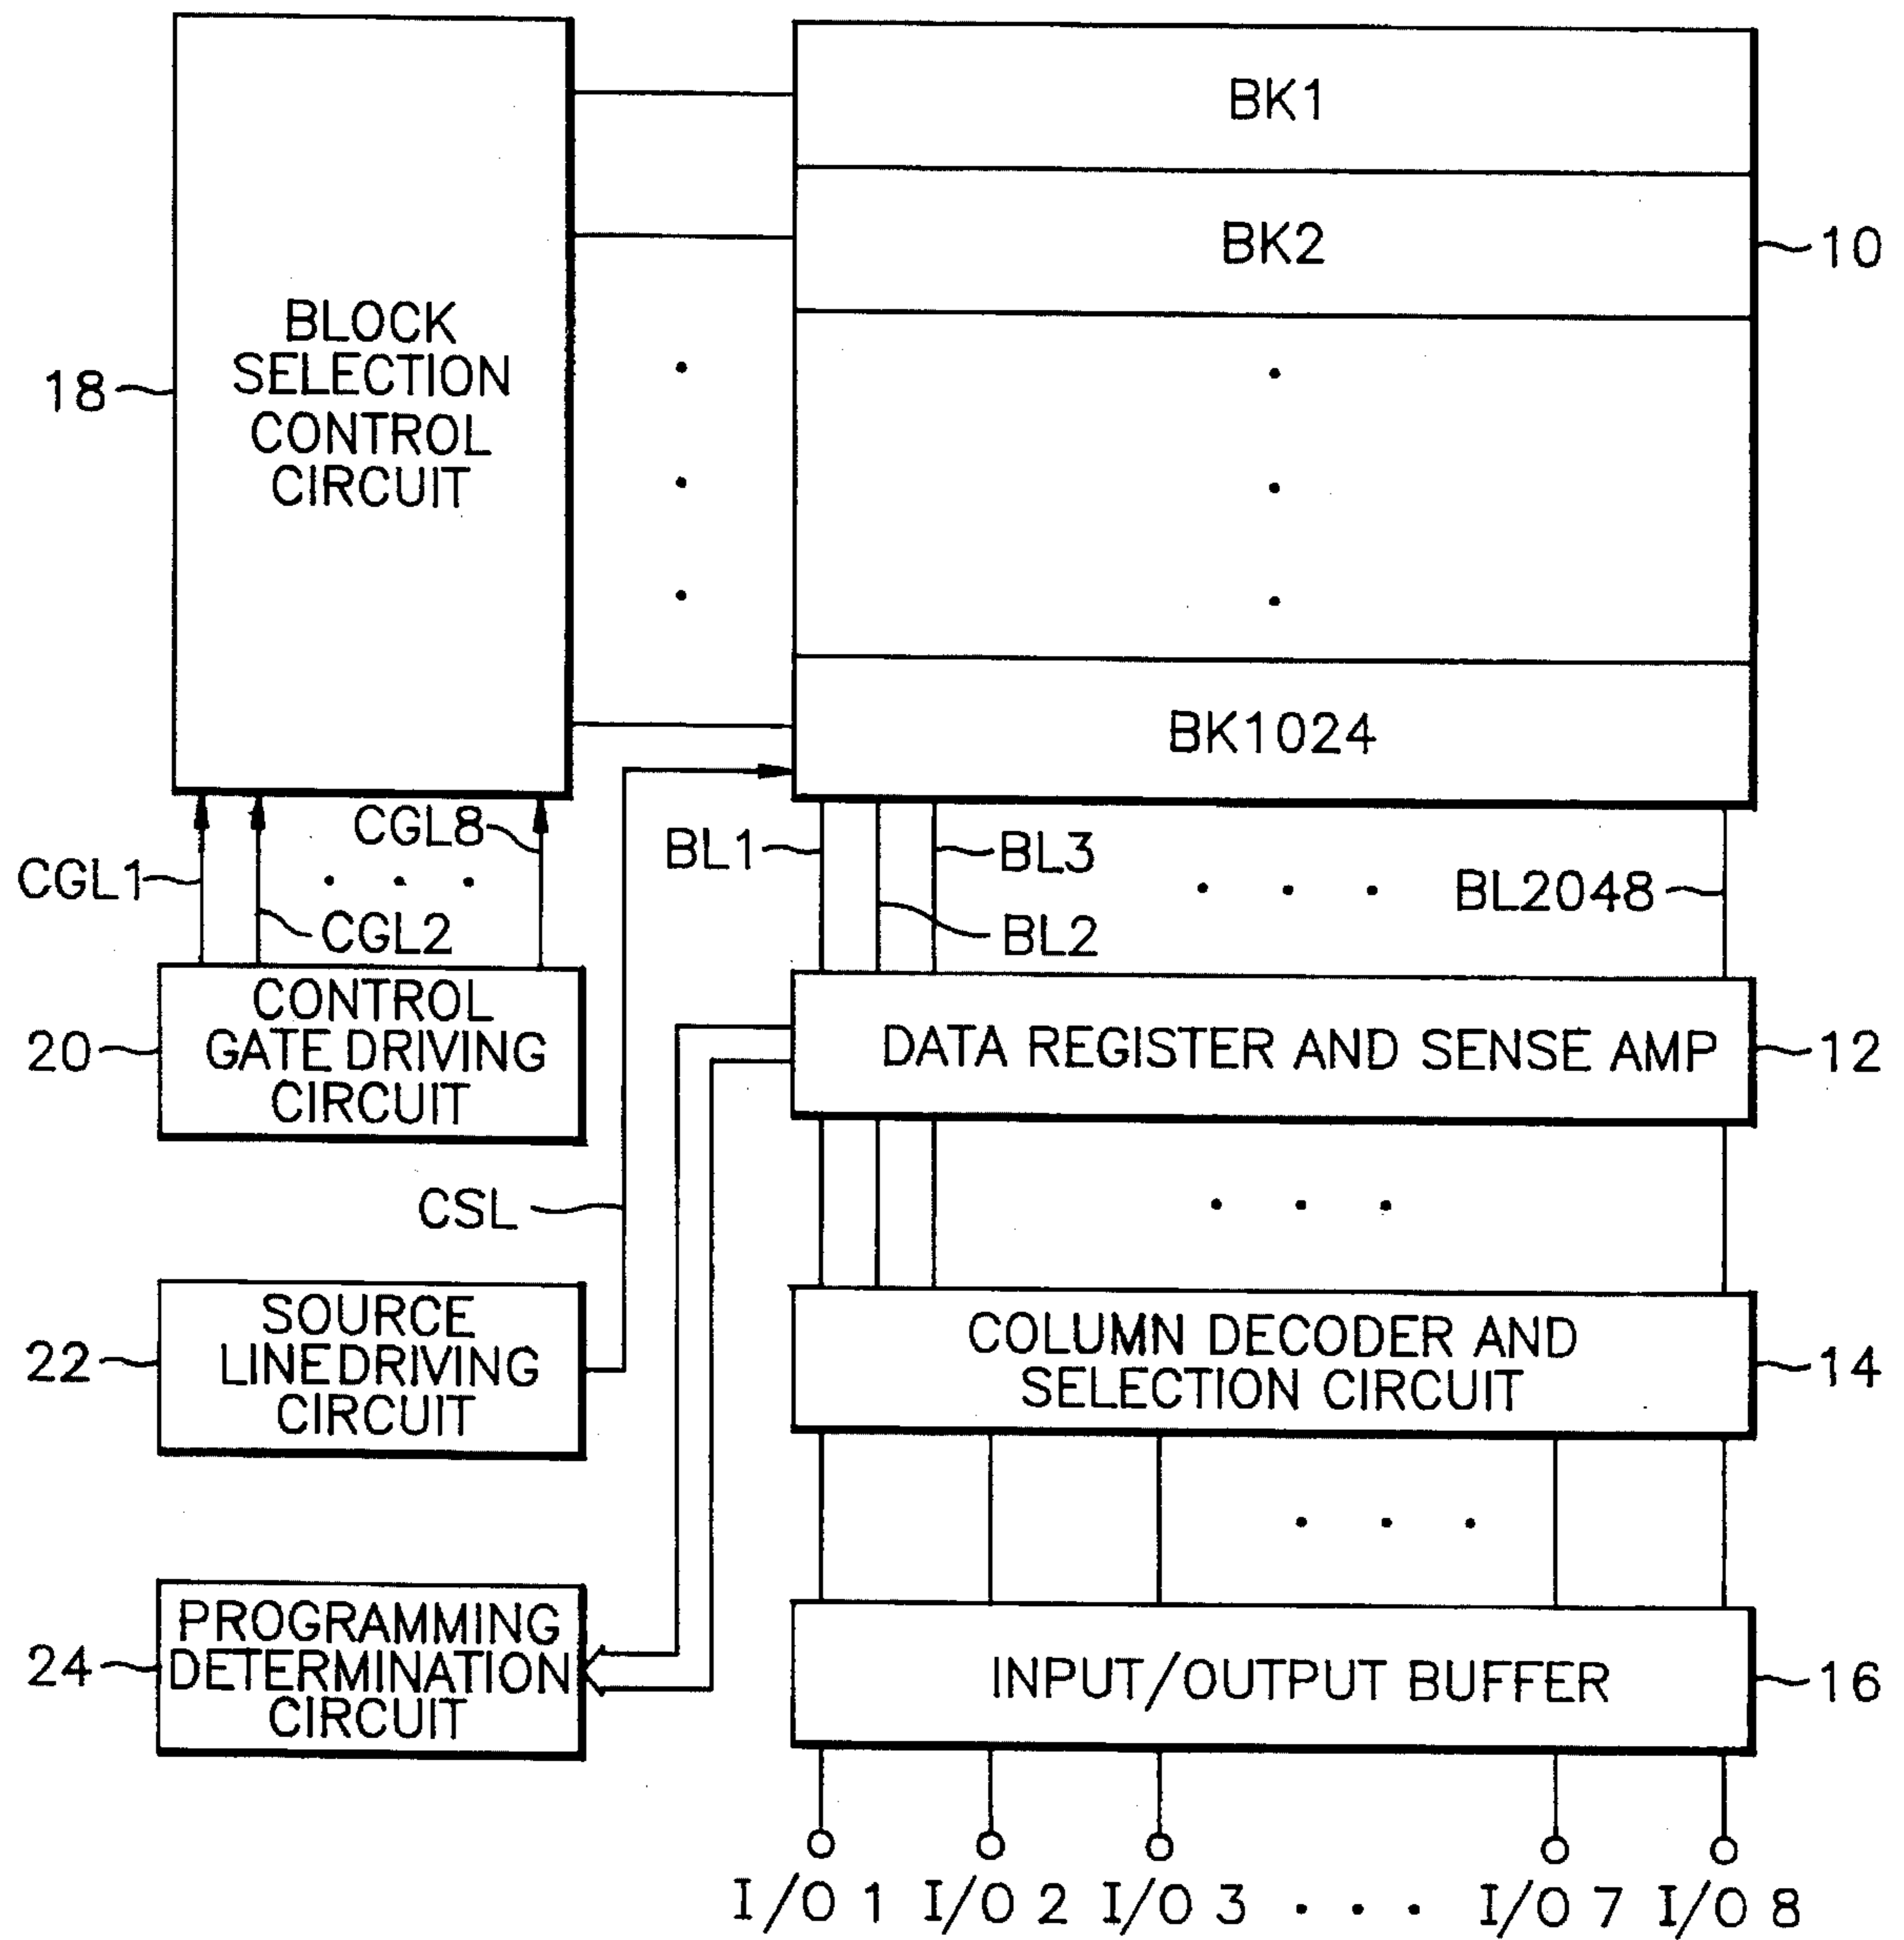 BK1
BK2
10
BLOCK
SELECTION
CONTROL
CIRCUIT
18
BK1024
CGL8
CGL1
CGL2
BL1
BL3
BL2
BL2048
CONTROL
GATE DRIVING
CIRCUIT
20
DATA REGISTER AND SENSE AMP
12
CSL
SOURCE
LINE DRIVING
CIRCUIT
22
COLUMN DECODER AND
SELECTION CIRCUIT
14
PROGRAMMING
DETERMINATION
CIRCUIT
24
INPUT/OUTPUT BUFFER
16
I/O 1 I/O 2 I/O 3 . . . I/O 7 I/O 8